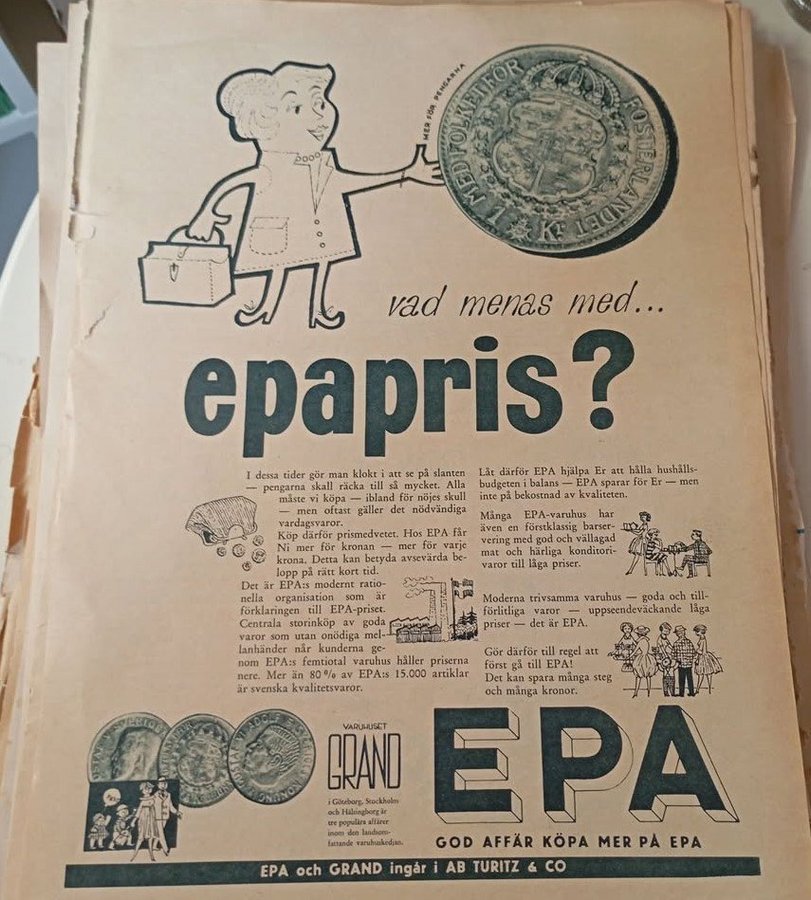 MER FÖR PENGARNA
MED FOLKET FÖR FOSTERLANDET
1 KR
vad menas med...
epapris?
I dessa tider gör man klokt i att se på slanten
— pengarna skall räcka till så mycket. Alla
måste vi köpa — ibland för nöjes skull
— men oftast gäller det nödvändiga
vardagsvaror.
Köp därför prismedvetet. Hos EPA får
Ni mer för kronan — mer för varje
krona. Detta kan betyda avsevärda be-
lopp på rätt kort tid.
Det är EPA:s modernt ratio-
nella organisation som är
förklaringen till EPA-priset.
Centrala storinköp av goda
varor som utan onödiga mel-
lanhänder når kunderna ge-
nom EPA:s femtiotal varuhus håller priserna
nere. Mer än 80 % av EPA:s 15.000 artiklar
är svenska kvalitetsvaror.
Låt därför EPA hjälpa Er att hålla hushålls-
budgeten i balans — EPA sparar för Er — men
inte på bekostnad av kvaliteten.
Många EPA-varuhus har
även en förstklassig barser-
vering med god och vällagad
mat och härliga konditori-
varor till låga priser.
Moderna trivsamma varuhus — goda och till-
förlitliga varor — uppseendeväckande låga
priser — det är EPA.
Gör därför till regel att
först gå till EPA!
Det kan spara många steg
och många kronor.
VARUHUSET
GRAND
i Göteborg, Stockholm
och Hälsingborg är
tre populära affärer
inom den landsom-
fattande varuhuskedjan.
EPA
GOD AFFÄR KÖPA MER PÅ EPA
EPA och GRAND ingår i AB TURITZ & CO